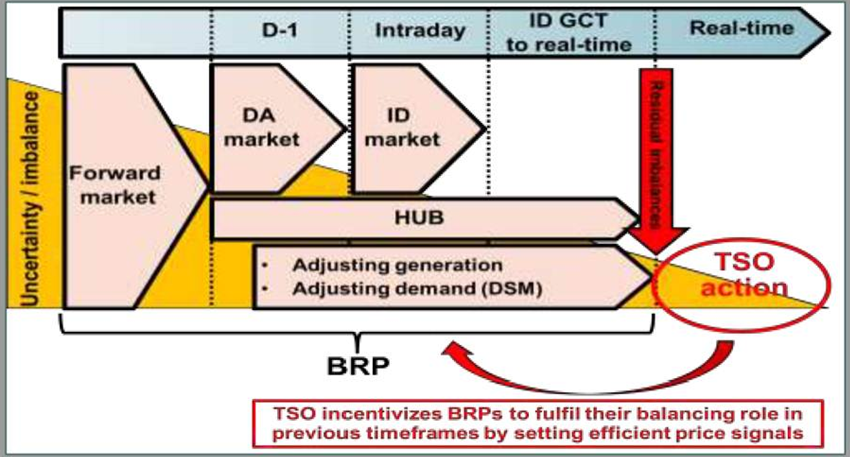 D-1
Intraday
ID GCT
to real-time
Real-time
Uncertainty / imbalance
Forward
market
DA
market
ID
market
Residual Imbalances
HUB
• Adjusting generation
• Adjusting demand (DSM)
TSO
action
BRP
TSO incentivizes BRPs to fulfil their balancing role in
previous timeframes by setting efficient price signals